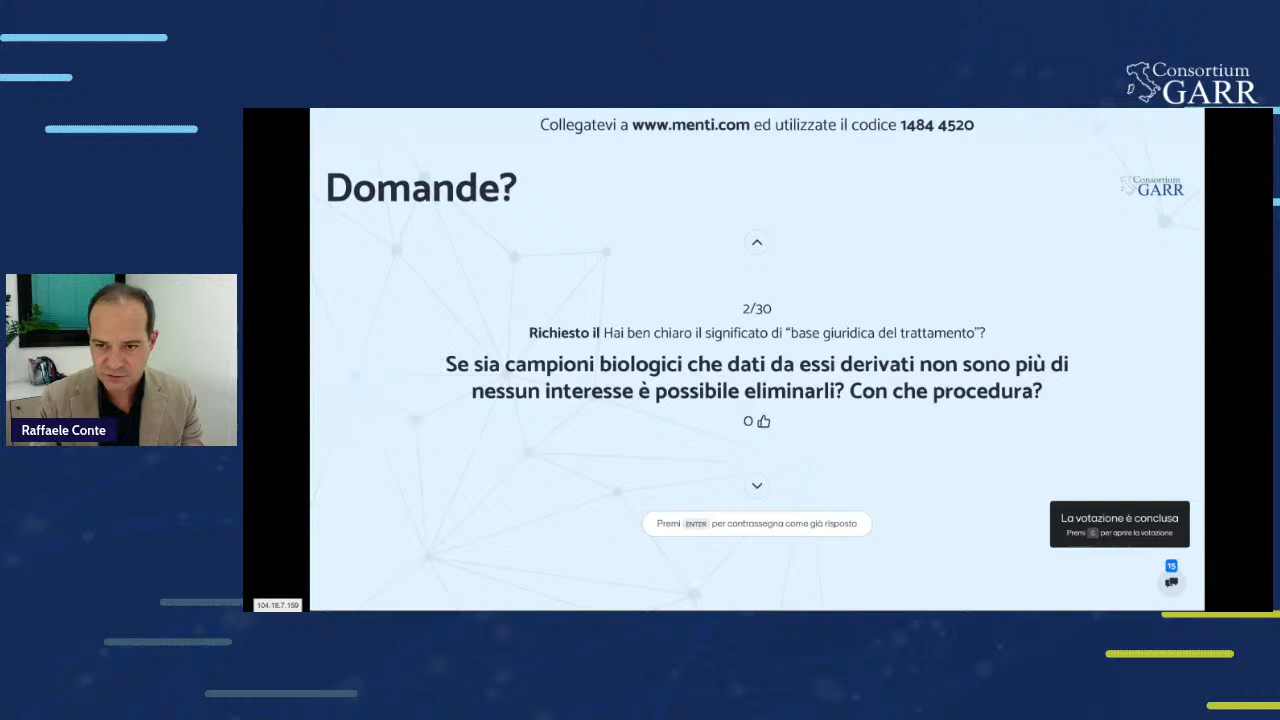 Consortium
GARR
Collegatevi a www.menti.com ed utilizzate il codice 1484 4520
Domande?
Consortium
GARR
2/30
Richiesto il Hai ben chiaro il significato di “base giuridica del trattamento”?
Se sia campioni biologici che dati da essi derivati non sono più di
nessun interesse è possibile eliminarli? Con che procedura?
0
Raffaele Conte
Premi ENTER per contrassegna come già risposto
La votazione è conclusa
Premi S per aprire la votazione
15
104.18.7.159